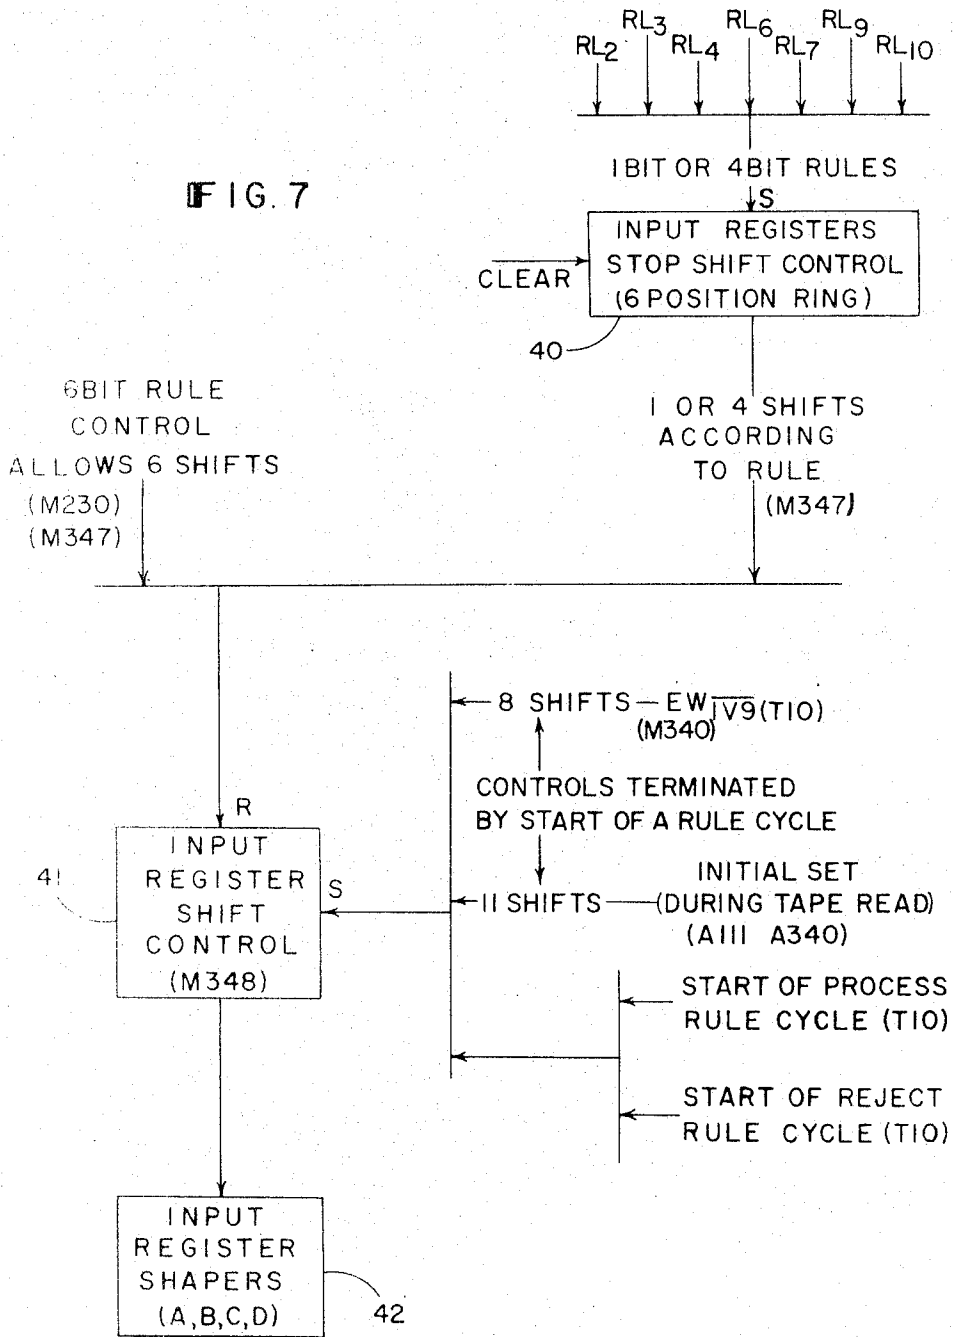 RL2 RL3 RL4 RL6 RL7 RL9 RL10
FIG. 7
1 BIT OR 4 BIT RULES
S
INPUT REGISTERS
STOP SHIFT CONTROL
(6 POSITION RING)
CLEAR
40
6 BIT RULE
CONTROL
ALLOWS 6 SHIFTS
(M230)
(M347)
1 OR 4 SHIFTS
ACCORDING
TO RULE
(M347)
8 SHIFTS — EW IV9 (T10)
(M340)
CONTROLS TERMINATED
BY START OF A RULE CYCLE
R
INPUT
REGISTER
SHIFT
CONTROL
(M348)
41
S
11 SHIFTS
INITIAL SET
(DURING TAPE READ)
(A111 A340)
START OF PROCESS
RULE CYCLE (T10)
START OF REJECT
RULE CYCLE (T10)
INPUT
REGISTER
SHAPERS
(A,B,C,D)
42